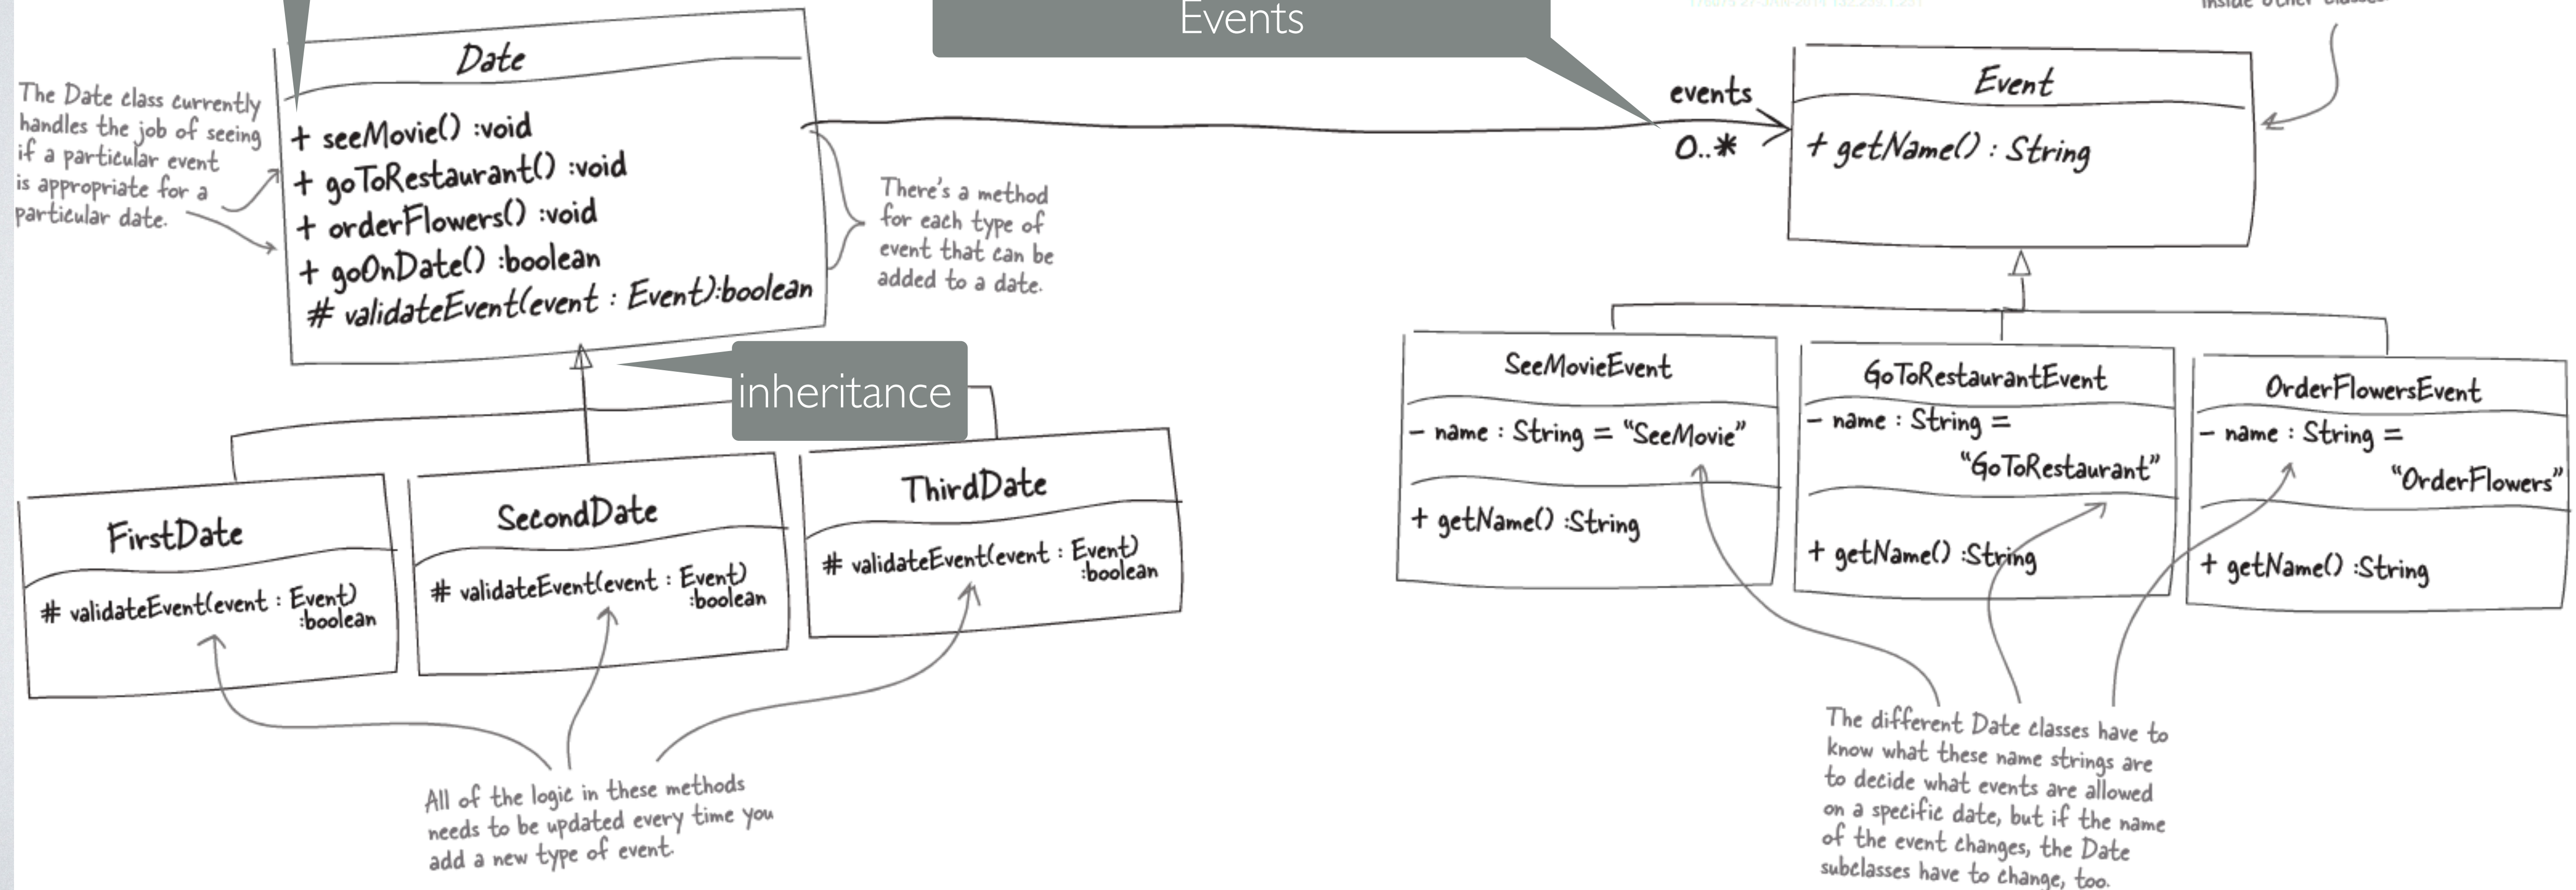 Events
inside other classes.
Date
+ seeMovie() :void
+ goToRestaurant() :void
+ orderFlowers() :void
+ goOnDate() :boolean
# validateEvent(event : Event):boolean
The Date class currently
handles the job of seeing
if a particular event
is appropriate for a
particular date.
There's a method
for each type of
event that can be
added to a date.
events
0..*
Event
+ getName() : String
inheritance
FirstDate
# validateEvent(event : Event)
:boolean
SecondDate
# validateEvent(event : Event)
:boolean
ThirdDate
# validateEvent(event : Event)
:boolean
All of the logic in these methods
needs to be updated every time you
add a new type of event.
SeeMovieEvent
- name : String = "SeeMovie"
+ getName() :String
GoToRestaurantEvent
- name : String =
"GoToRestaurant"
+ getName() :String
OrderFlowersEvent
- name : String =
"OrderFlowers"
+ getName() :String
The different Date classes have to
know what these name strings are
to decide what events are allowed
on a specific date, but if the name
of the event changes, the Date
subclasses have to change, too.